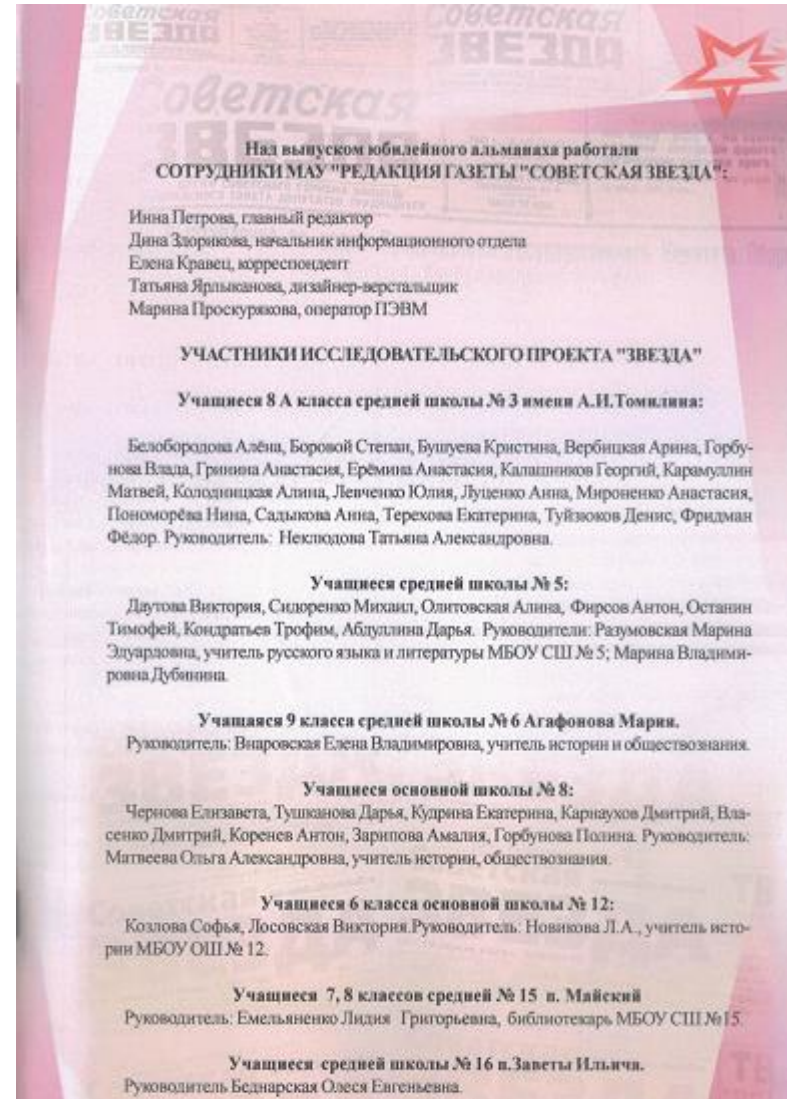 Советская
ЗВЕЗДА
Советская
ЗВЕЗДА
Советская
ЗВЕЗДА
Над выпуском юбилейного альманаха работали
СОТРУДНИКИ МАУ "РЕДАКЦИЯ ГАЗЕТЫ "СОВЕТСКАЯ ЗВЕЗДА":
Инна Петрова, главный редактор
Дина Злорикова, начальник информационного отдела
Елена Кравец, корреспондент
Татьяна Ярлыканова, дизайнер-верстальщик
Марина Проскурякова, оператор ПЭВМ
УЧАСТНИКИ ИССЛЕДОВАТЕЛЬСКОГО ПРОЕКТА "ЗВЕЗДА"
Учащиеся 8 А класса средней школы № 3 имени А.И.Томилина:
Белобородова Алёна, Боровой Степан, Бушуева Кристина, Вербицкая Арина, Горбу-
нова Влада, Гринина Анастасия, Ерёмина Анастасия, Калашников Георгий, Карамуллин
Матвей, Колодницкая Алина, Левченко Юлия, Луценко Анна, Мироненко Анастасия,
Пономорёва Нина, Садыкова Анна, Терехова Екатерина, Туйзюков Денис, Фридман
Фёдор. Руководитель: Неклюдова Татьяна Александровна.
Учащиеся средней школы № 5:
Даутова Виктория, Сидоренко Михаил, Олитовская Алина, Фирсов Антон, Останин
Тимофей, Кондратьев Трофим, Абдуллина Дарья. Руководители: Разумовская Марина
Эдуардовна, учитель русского языка и литературы МБОУ СШ № 5; Марина Владими-
ровна Дубинина.
Учащаяся 9 класса средней школы № 6 Агафонова Мария.
Руководитель: Внаровская Елена Владимировна, учитель истории и обществознания.
Учащиеся основной школы № 8:
Чернова Елизавета, Тушканова Дарья, Кудрина Екатерина, Карнаухов Дмитрий, Вла-
сенко Дмитрий, Коренев Антон, Зарипова Амалия, Горбунова Полина. Руководитель:
Матвеева Ольга Александровна, учитель истории, обществознания.
Учащиеся 6 класса основной школы № 12:
Козлова Софья, Лосовская Виктория.Руководитель: Новикова Л.А., учитель исто-
рии МБОУ ОШ № 12.
Учащиеся 7, 8 классов средней № 15 п. Майский
Руководитель: Емельяненко Лидия Григорьевна, библиотекарь МБОУ СШ №15.
Учащиеся средней школы № 16 п.Заветы Ильича.
Руководитель Беднарская Олеся Евгеньевна.